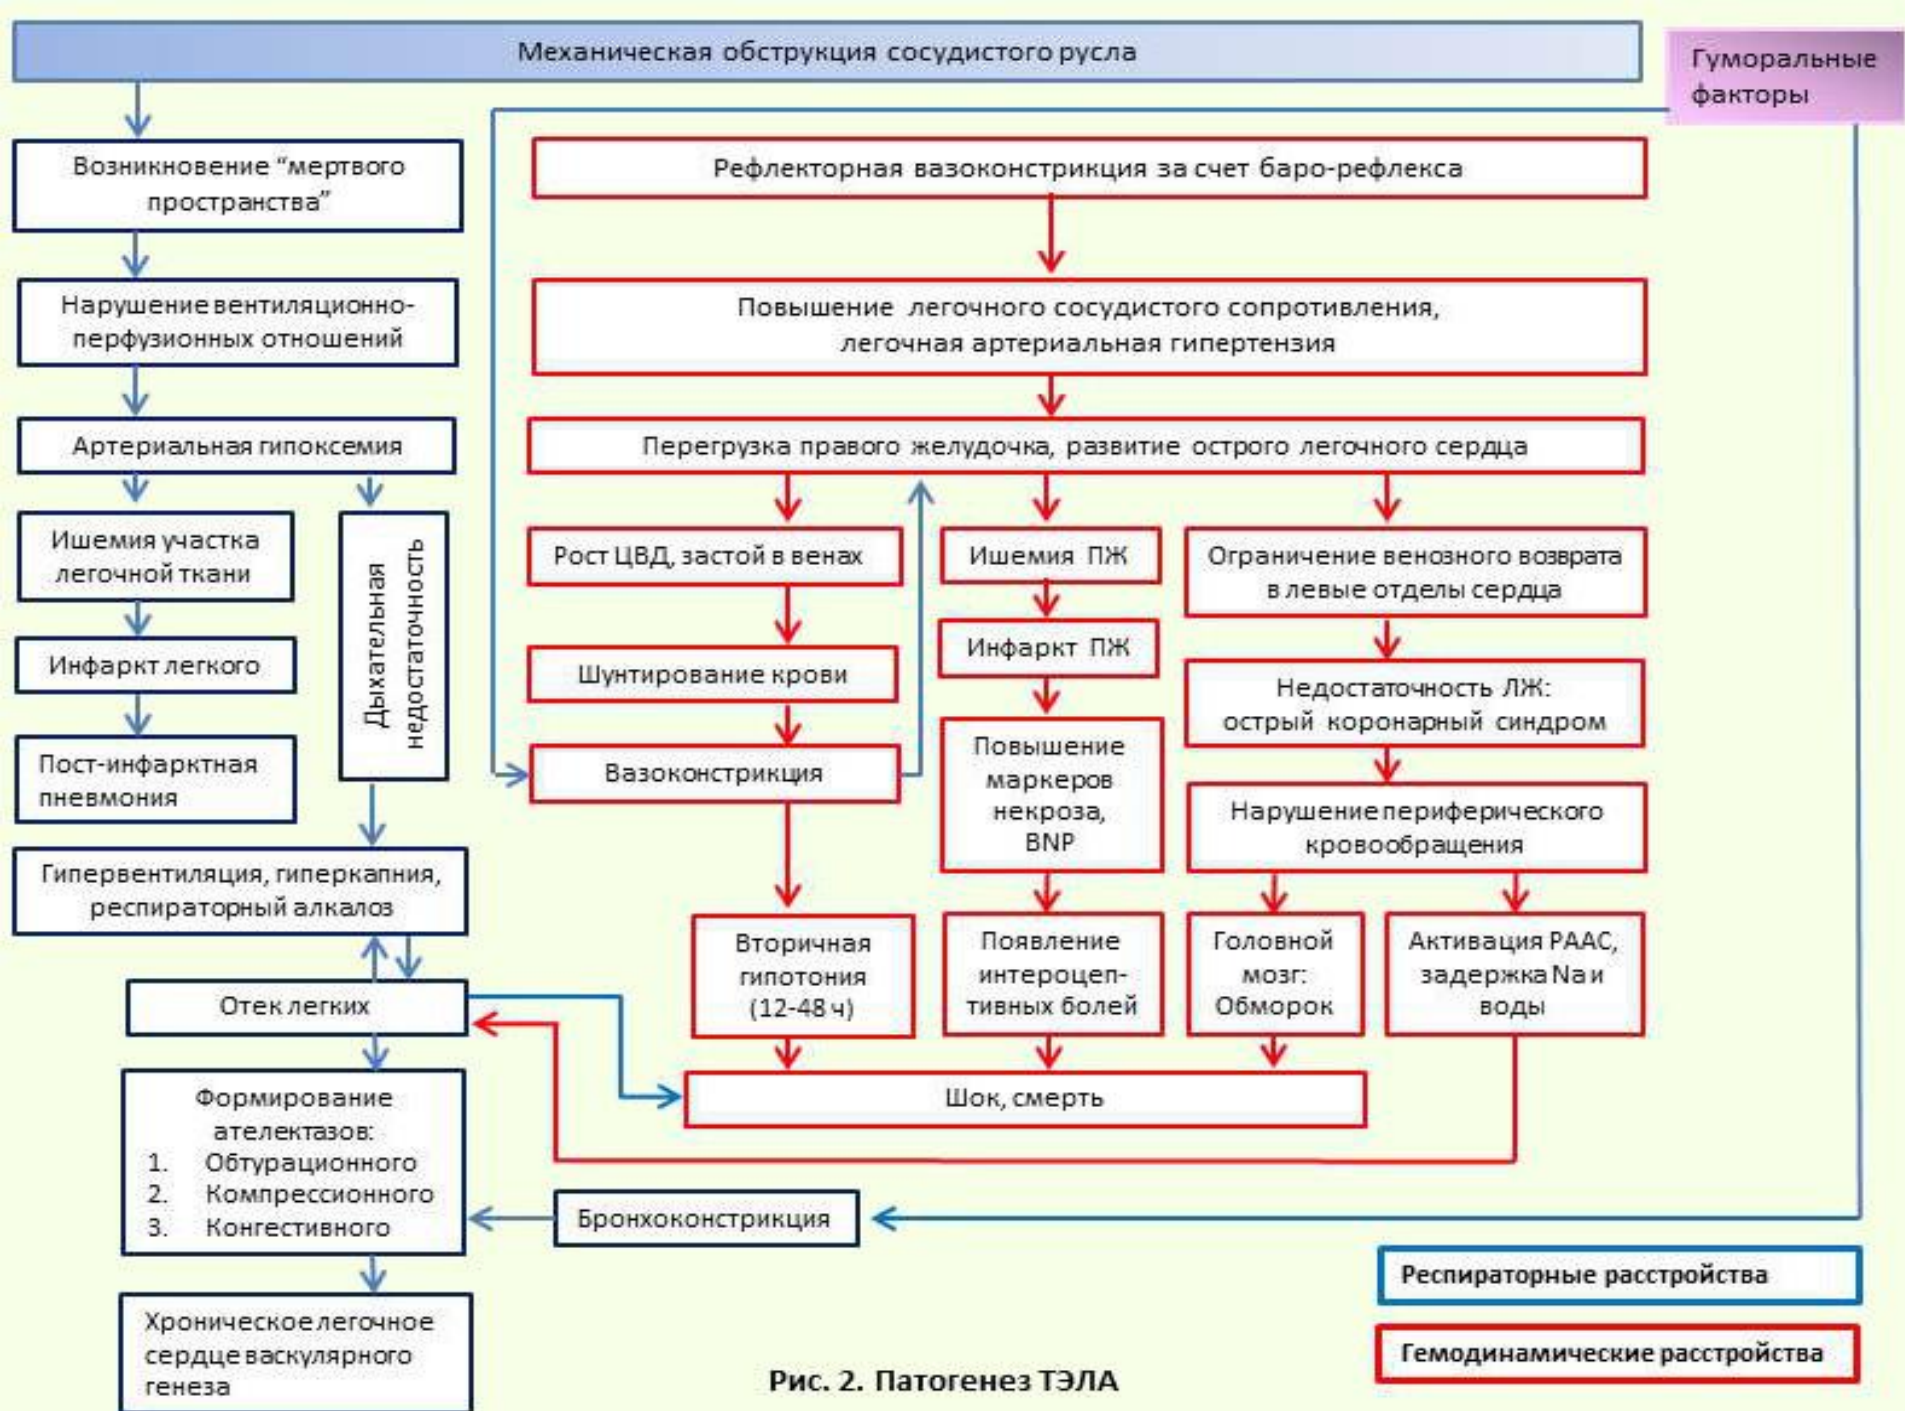 Механическая обструкция сосудистого русла
Гуморальные
факторы
Возникновение “мертвого
пространства”
Рефлекторная вазоконстрикция за счет баро-рефлекса
Нарушение вентиляционно-
перфузионных отношений
Повышение легочного сосудистого сопротивления,
легочная артериальная гипертензия
Артериальная гипоксемия
Перегрузка правого желудочка, развитие острого легочного сердца
Ишемия участка
легочной ткани
Дыхательная
недостаточность
Инфаркт легкого
Пост-инфарктная
пневмония
Рост ЦВД, застой в венах
Шунтирование крови
Вазоконстрикция
Ишемия ПЖ
Инфаркт ПЖ
Повышение
маркеров
некроза,
BNP
Ограничение венозного возврата
в левые отделы сердца
Недостаточность ЛЖ:
острый коронарный синдром
Нарушение периферического
кровообращения
Гипервентиляция, гиперкапния,
респираторный алкалоз
Вторичная
гипотония
(12-48 ч)
Появление
интероцеп-
тивных болей
Головной
мозг:
Обморок
Активация РААС,
задержка Na и
воды
Отек легких
Шок, смерть
Формирование
ателектазов:
1. Обтурационного
2. Компрессионного
3. Конгестивного
Бронхоконстрикция
Хроническое легочное
сердце васкулярного
генеза
Респираторные расстройства
Гемодинамические расстройства
Рис. 2. Патогенез ТЭЛА